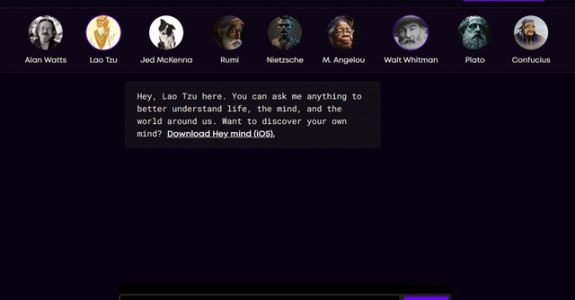 Alan Watts Lao Tzu Jed McKenna Rumi Nietzsche M. Angelou Walt Whitman Plato Confucius
Hey, Lao Tzu here. You can ask me anything to
better understand life, the mind, and the
world around us. Want to discover your own
mind? Download Hey mind (iOS).